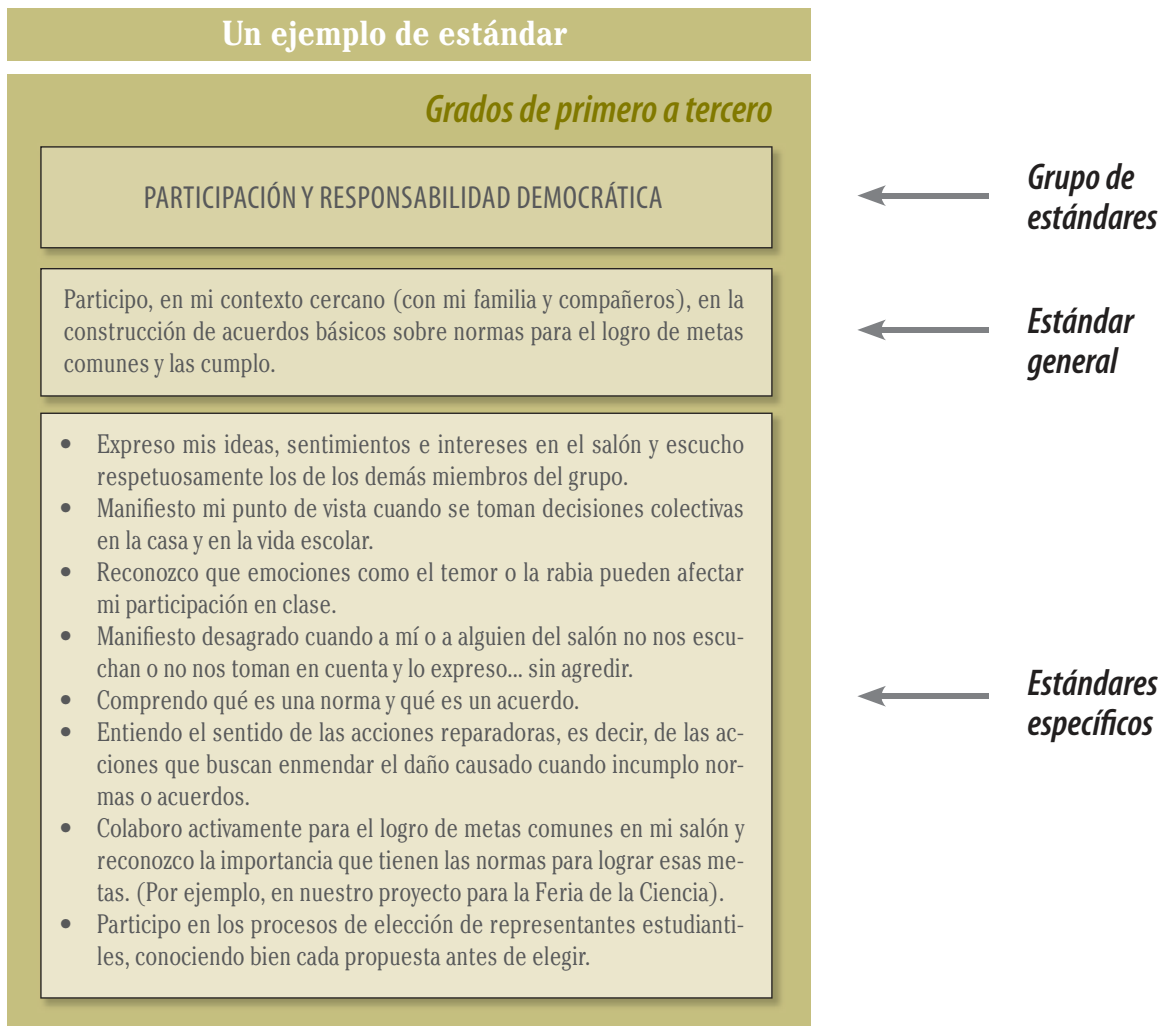 Un ejemplo de estándar
Grados de primero a tercero
PARTICIPACIÓN Y RESPONSABILIDAD DEMOCRÁTICA
Grupo de
estándares
Participo, en mi contexto cercano (con mi familia y compañeros), en la
construcción de acuerdos básicos sobre normas para el logro de metas
comunes y las cumplo.
Estándar
general
• Expreso mis ideas, sentimientos e intereses en el salón y escucho
respetuosamente los de los demás miembros del grupo.
• Manifiesto mi punto de vista cuando se toman decisiones colectivas
en la casa y en la vida escolar.
• Reconozco que emociones como el temor o la rabia pueden afectar
mi participación en clase.
• Manifiesto desagrado cuando a mí o a alguien del salón no nos escu-
chan o no nos toman en cuenta y lo expreso... sin agredir.
• Comprendo qué es una norma y qué es un acuerdo.
• Entiendo el sentido de las acciones reparadoras, es decir, de las ac-
ciones que buscan enmendar el daño causado cuando incumplo nor-
mas o acuerdos.
• Colaboro activamente para el logro de metas comunes en mi salón y
reconozco la importancia que tienen las normas para lograr esas me-
tas. (Por ejemplo, en nuestro proyecto para la Feria de la Ciencia).
• Participo en los procesos de elección de representantes estudianti-
les, conociendo bien cada propuesta antes de elegir.
Estándares
específicos